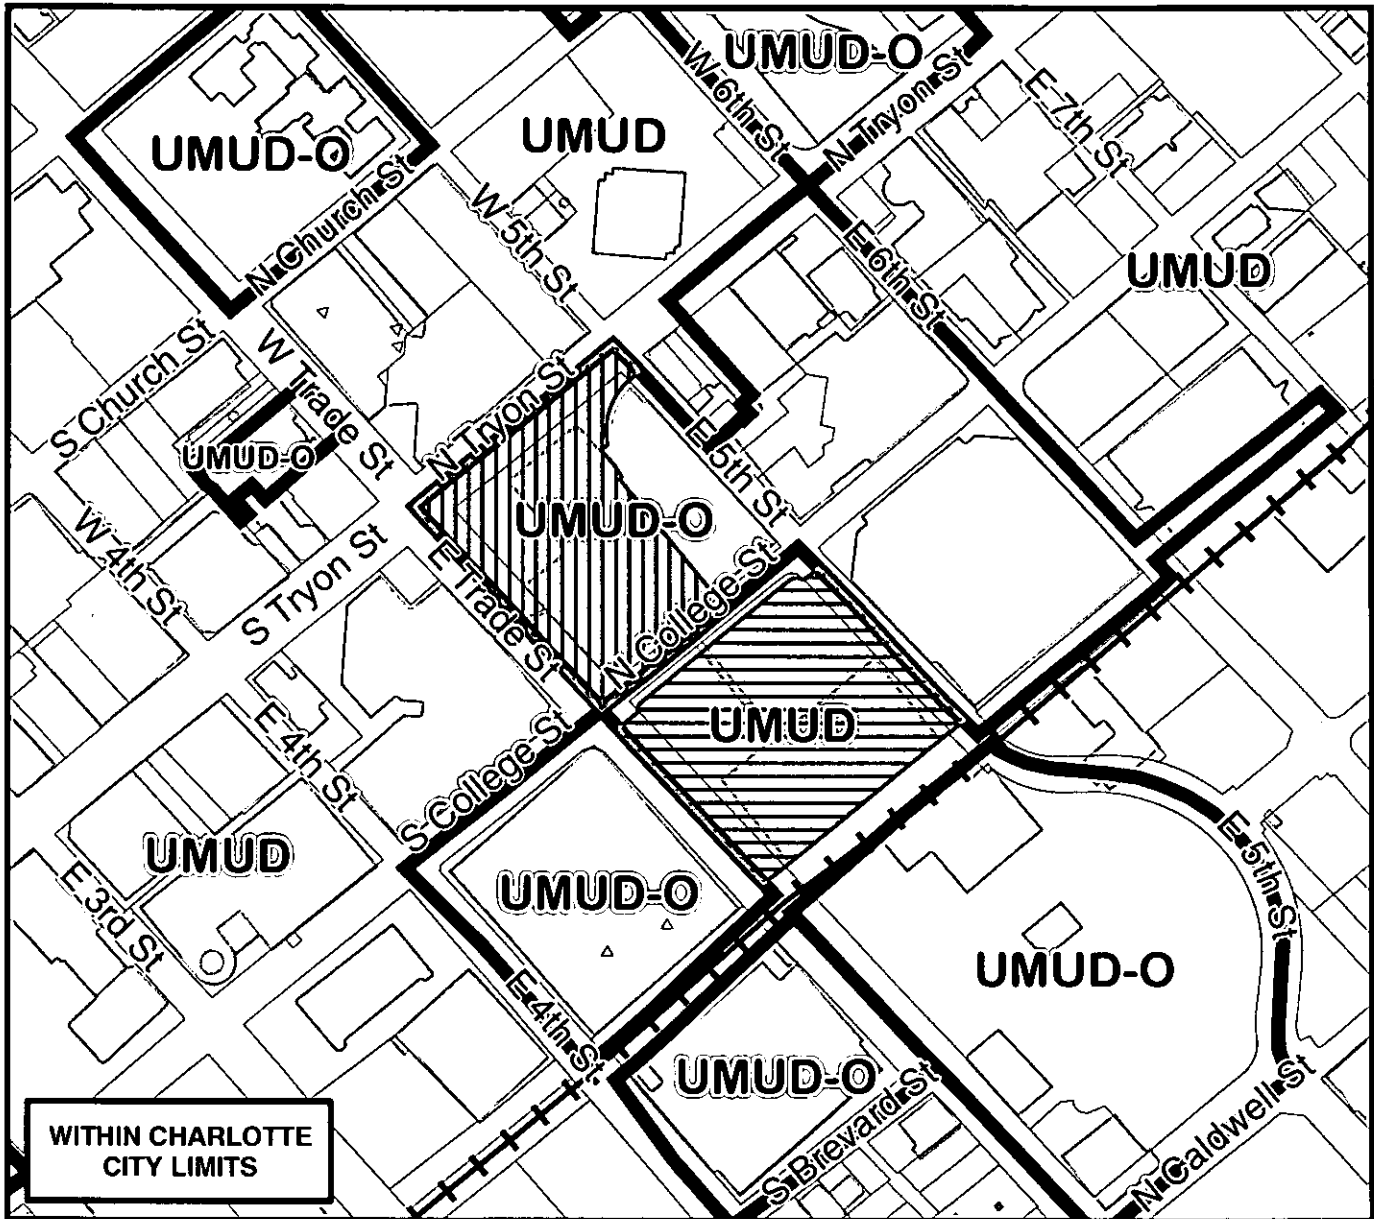 UMUD-O
W 6th St
N Tryon St
E 7th St
UMUD-O
UMUD
N Church St
W 5th St
E 6th St
UMUD
S Church St
W Trade St
UMUD-O
N Tryon St
E 5th St
W 4th St
S Tryon St
UMUD-O
E Trade St
N College St
UMUD
E 4th St
S College St
UMUD
E 3rd St
UMUD-O
E 5th St
UMUD-O
E 4th St
UMUD-O
S Brevard St
N Caldwell St
WITHIN CHARLOTTE
CITY LIMITS